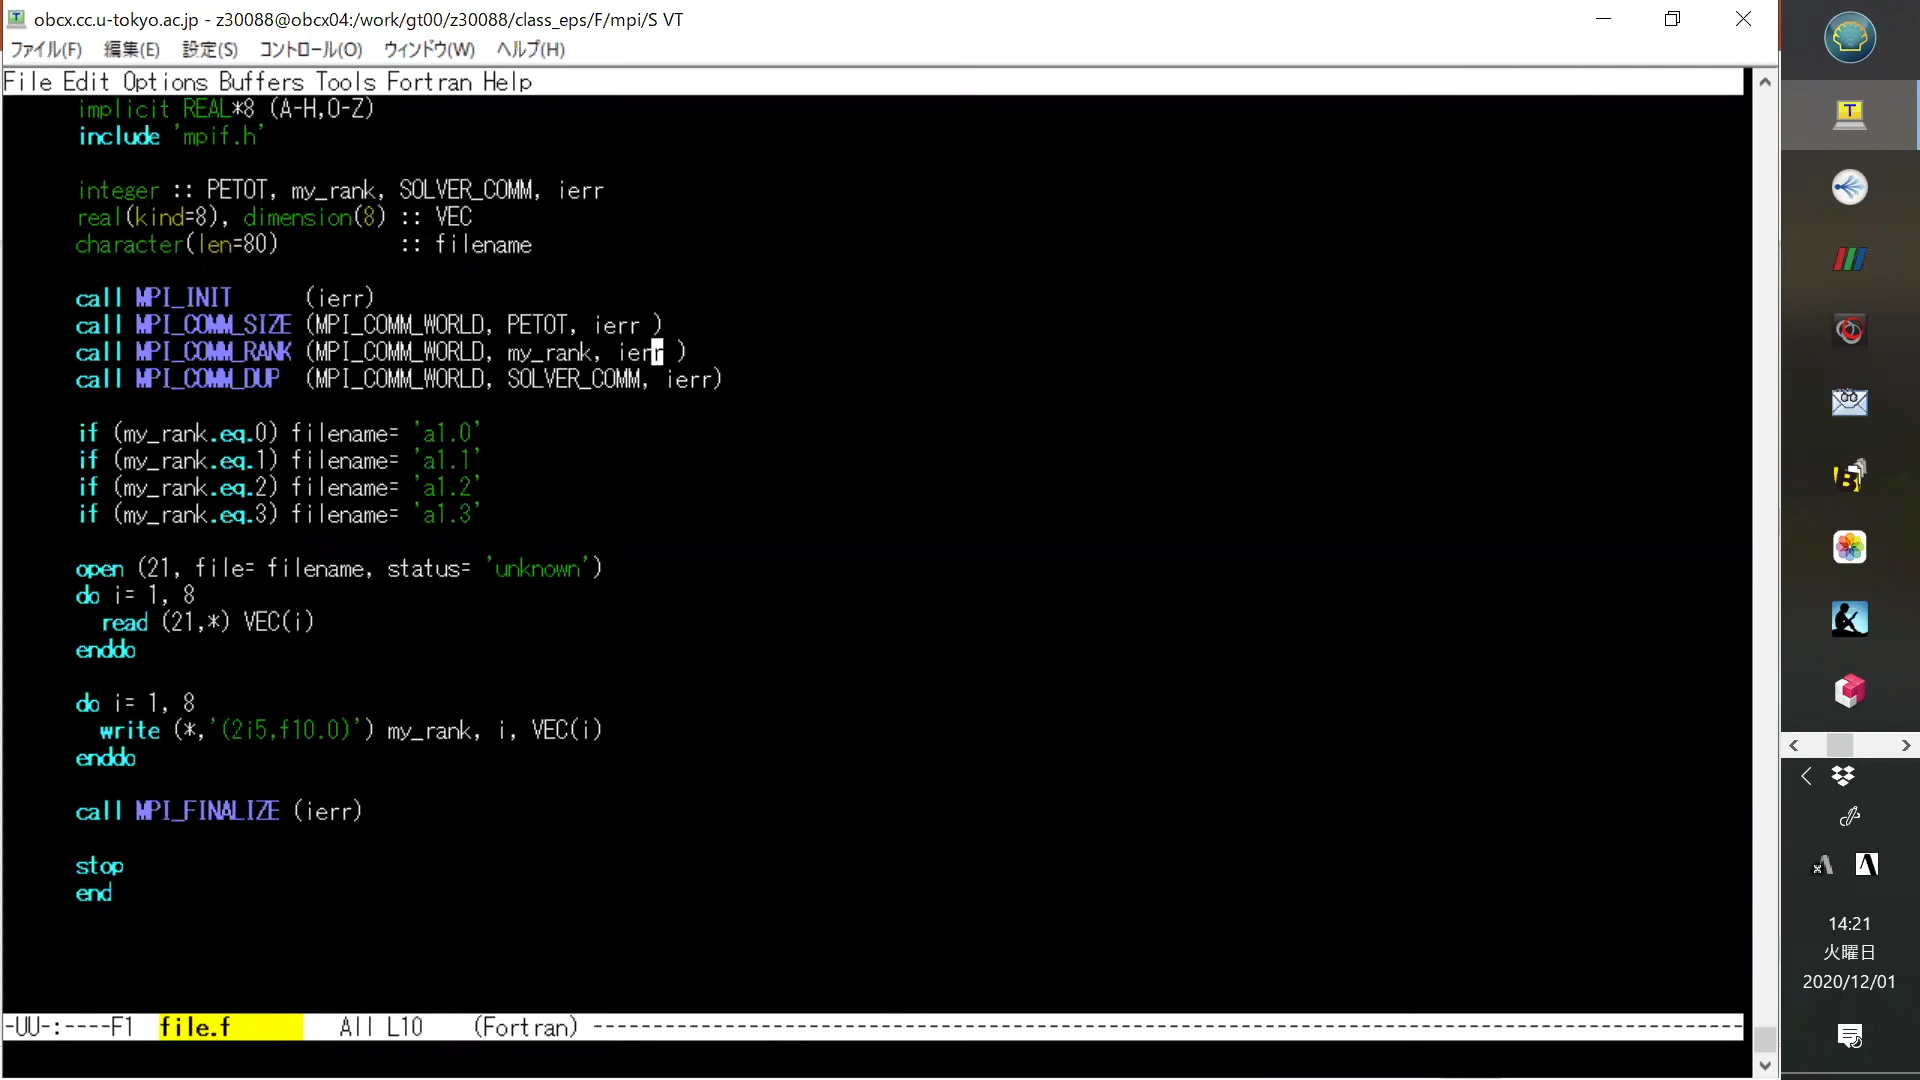 obcx.cc.u-tokyo.ac.jp - z30088@obcx04:/work/gt00/z30088/class_eps/F/mpi/S VT
ファイル(F) 編集(E) 設定(S) コントロール(O) ウィンドウ(W) ヘルプ(H)
File Edit Options Buffers Tools Fortran Help
implicit REAL*8 (A-H,O-Z)
include 'mpif.h'
integer :: PETOT, my_rank, SOLVER_COMM, ierr
real(kind=8), dimension(8) :: VEC
character(len=80)          :: filename
call MPI_INIT      (ierr)
call MPI_COMM_SIZE (MPI_COMM_WORLD, PETOT, ierr )
call MPI_COMM_RANK (MPI_COMM_WORLD, my_rank, ierr )
call MPI_COMM_DUP  (MPI_COMM_WORLD, SOLVER_COMM, ierr)
if (my_rank.eq.0) filename= 'a1.0'
if (my_rank.eq.1) filename= 'a1.1'
if (my_rank.eq.2) filename= 'a1.2'
if (my_rank.eq.3) filename= 'a1.3'
open (21, file= filename, status= 'unknown')
do i= 1, 8
  read (21,*) VEC(i)
enddo
do i= 1, 8
  write (*,'(2i5,f10.0)') my_rank, i, VEC(i)
enddo
call MPI_FINALIZE (ierr)
stop
end
-UU-:----F1  file.f         All L10    (Fortran) ------------------------------------------------------------------------------------------------
14:21
火曜日
2020/12/01